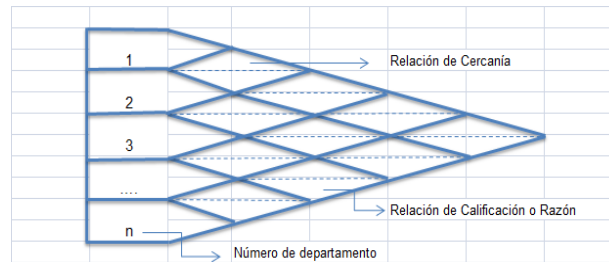 1
Relación de Cercanía
2
3
....
Relación de Calificación o Razón
n
Número de departamento